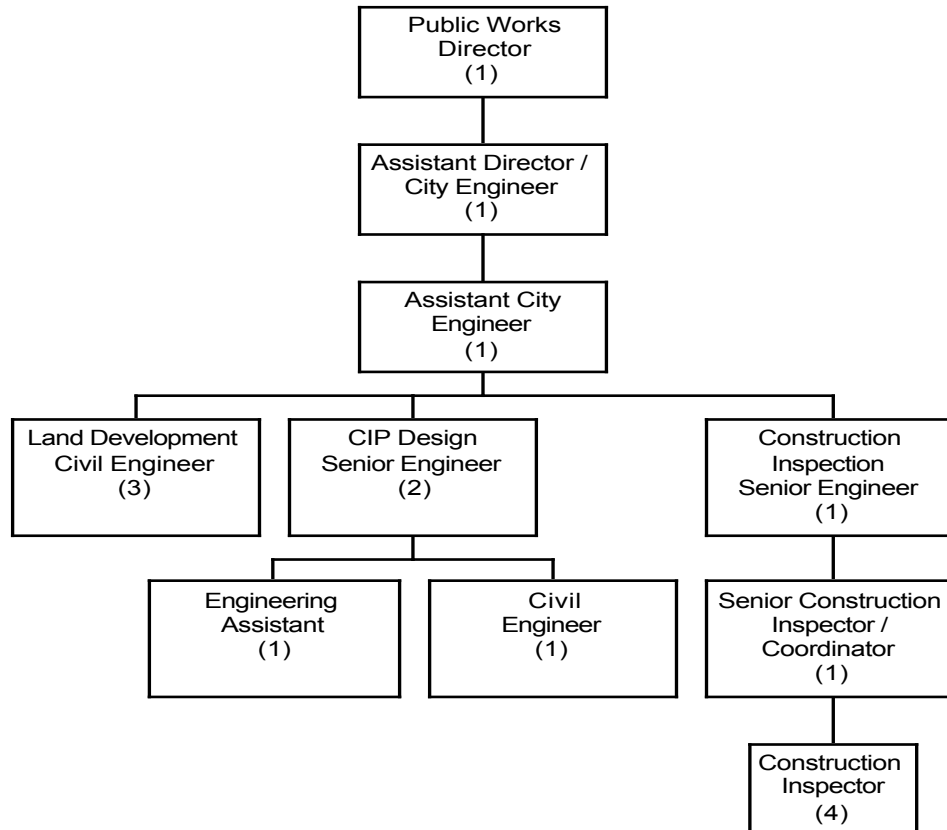 Public Works
Director
(1)
Assistant Director /
City Engineer
(1)
Assistant City
Engineer
(1)
Land Development
Civil Engineer
(3)
CIP Design
Senior Engineer
(2)
Construction
Inspection
Senior Engineer
(1)
Engineering
Assistant
(1)
Civil
Engineer
(1)
Senior Construction
Inspector /
Coordinator
(1)
Construction
Inspector
(4)